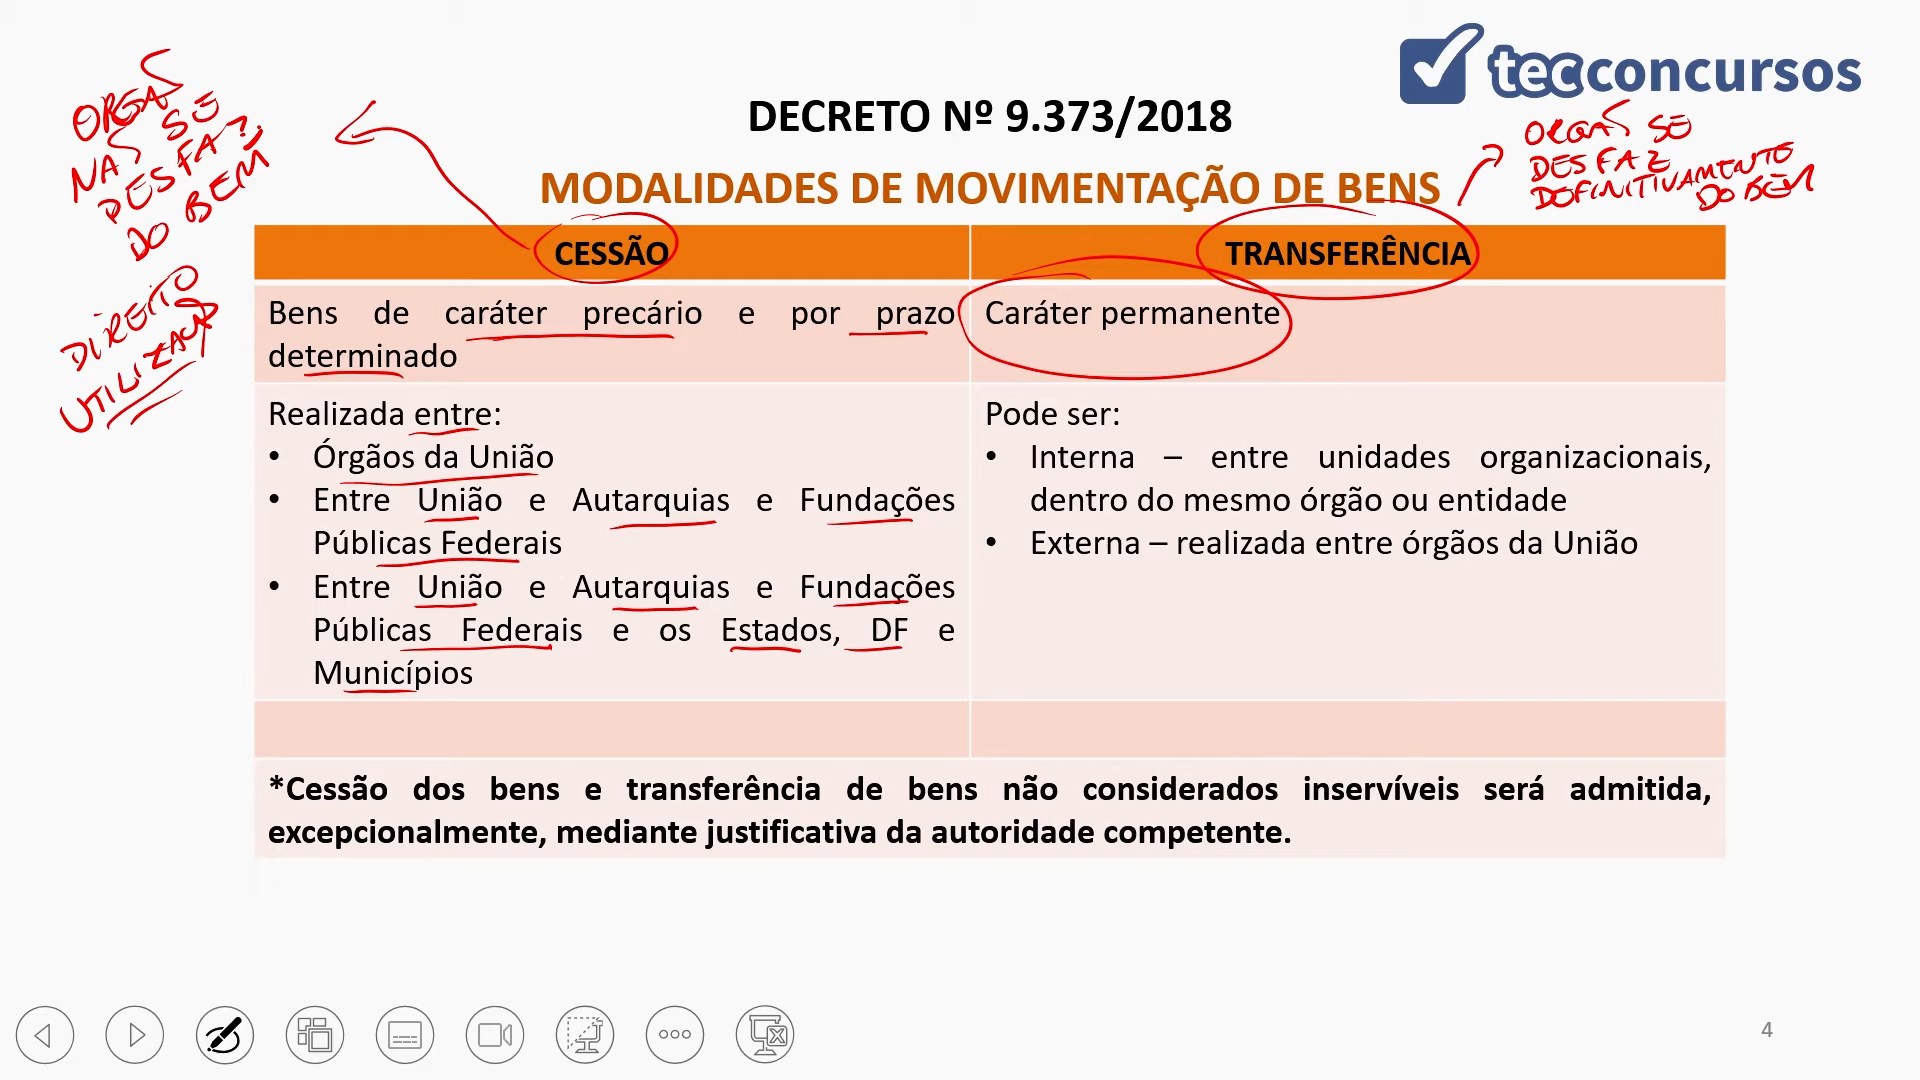 tecconcursos
DECRETO Nº 9.373/2018
MODALIDADES DE MOVIMENTAÇÃO DE BENS
ORGÃO
NÃO SE
DESFAZ
DO BEM
DIREITO
UTILIZAÇÃO
ORGÃO SE
DESFAZ
DEFINITIVAMENTE
DO BEM
CESSÃO
TRANSFERÊNCIA
Bens de caráter precário e por prazo
determinado
Caráter permanente
Realizada entre:
• Órgãos da União
• Entre União e Autarquias e Fundações
Públicas Federais
• Entre União e Autarquias e Fundações
Públicas Federais e os Estados, DF e
Municípios
Pode ser:
• Interna – entre unidades organizacionais,
dentro do mesmo órgão ou entidade
• Externa – realizada entre órgãos da União
*Cessão dos bens e transferência de bens não considerados inservíveis será admitida,
excepcionalmente, mediante justificativa da autoridade competente.
4